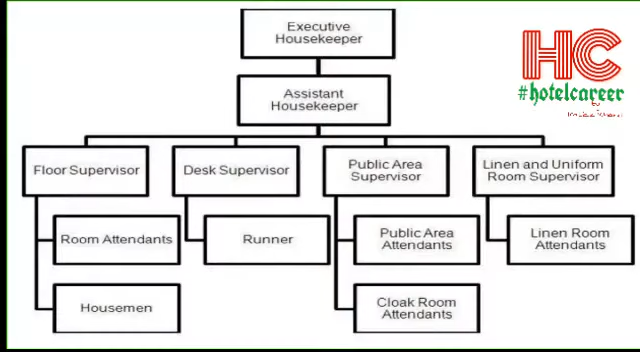 Executive
Housekeeper
HC
#hotelcareer
by
Assistant
Housekeeper
Floor Supervisor
Desk Supervisor
Public Area
Supervisor
Linen and Uniform
Room Supervisor
Room Attendants
Runner
Public Area
Attendants
Linen Room
Attendants
Housemen
Cloak Room
Attendants